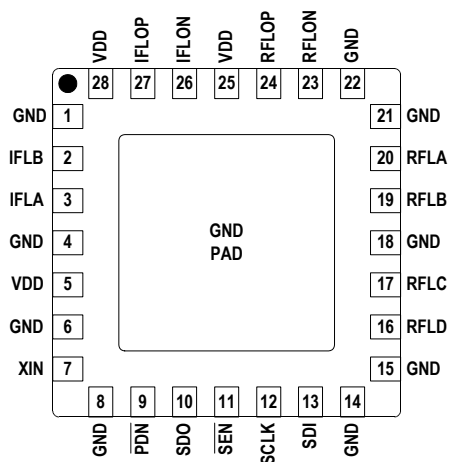 VDD IFLOP IFLON VDD RFLOP RFLON GND
28 27 26 25 24 23 22
GND 1 21 GND
IFLB 2 20 RFLA
IFLA 3 19 RFLB
GND 4 GND 18 GND
PAD
VDD 5 17 RFLC
GND 6 16 RFLD
XIN 7 15 GND
8 9 10 11 12 13 14
GND PDN SDO SEN SCLK SDI GND